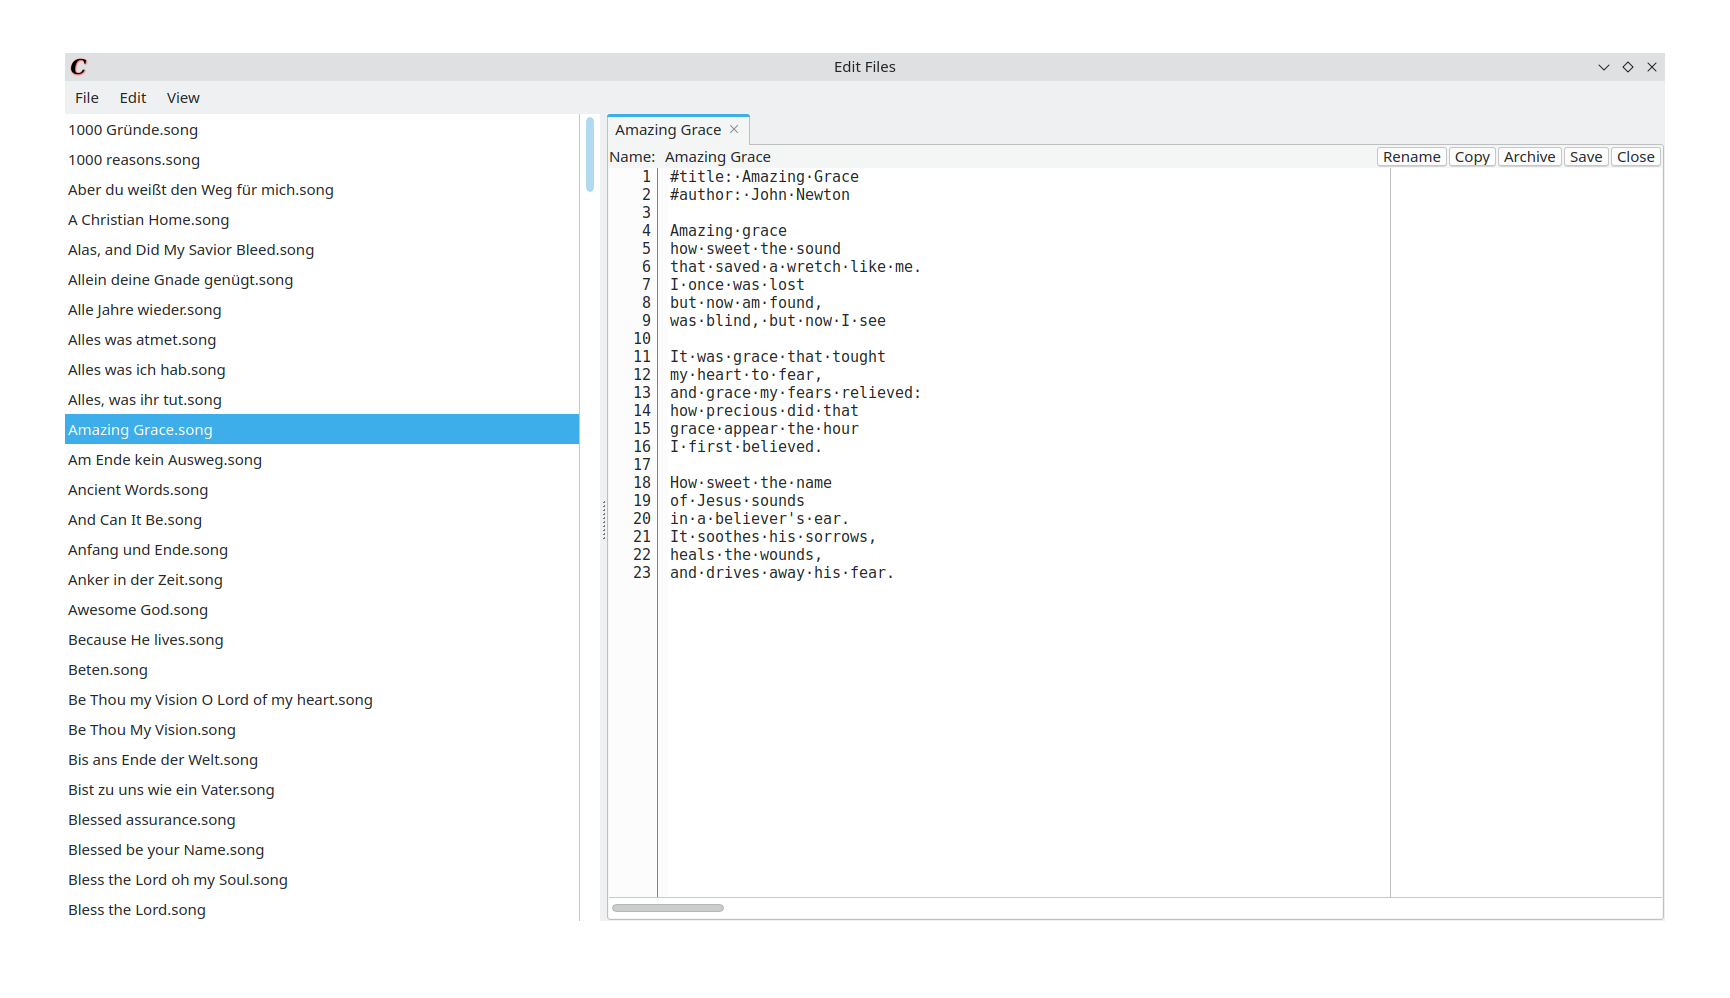 C
Edit Files
File Edit View
1000 Gründe.song
1000 reasons.song
Aber du weißt den Weg für mich.song
A Christian Home.song
Alas, and Did My Savior Bleed.song
Allein deine Gnade genügt.song
Alle Jahre wieder.song
Alles was atmet.song
Alles was ich hab.song
Alles, was ihr tut.song
Amazing Grace.song
Am Ende kein Ausweg.song
Ancient Words.song
And Can It Be.song
Anfang und Ende.song
Anker in der Zeit.song
Awesome God.song
Because He lives.song
Beten.song
Be Thou my Vision O Lord of my heart.song
Be Thou My Vision.song
Bis ans Ende der Welt.song
Bist zu uns wie ein Vater.song
Blessed assurance.song
Blessed be your Name.song
Bless the Lord oh my Soul.song
Bless the Lord.song
Amazing Grace
Name: Amazing Grace Rename Copy Archive Save Close
1 #title:·Amazing·Grace
2 #author:·John·Newton
3
4 Amazing·grace
5 how·sweet·the·sound
6 that·saved·a·wretch·like·me.
7 I·once·was·lost
8 but·now·am·found,
9 was·blind,·but·now·I·see
10
11 It·was·grace·that·tought
12 my·heart·to·fear,
13 and·grace·my·fears·relieved:
14 how·precious·did·that
15 grace·appear·the·hour
16 I·first·believed.
17
18 How·sweet·the·name
19 of·Jesus·sounds
20 in·a·believer's·ear.
21 It·soothes·his·sorrows,
22 heals·the·wounds,
23 and·drives·away·his·fear.